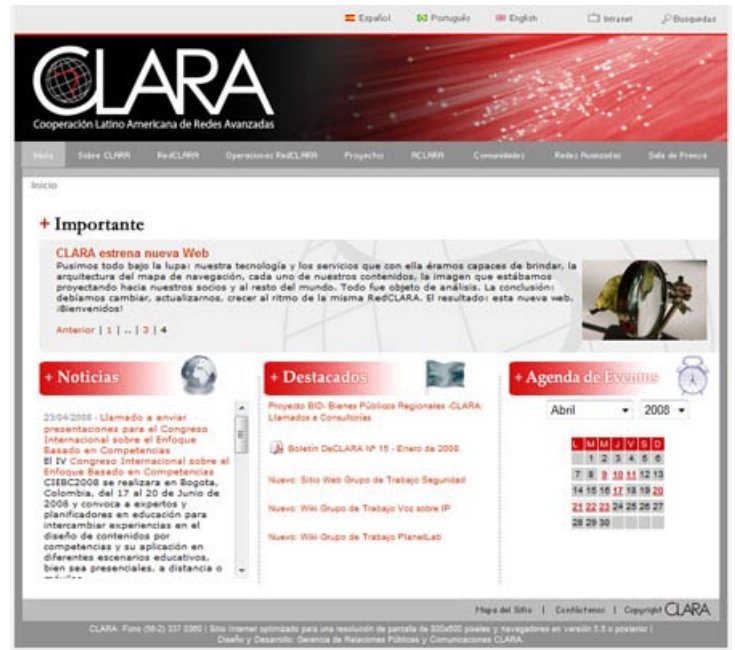 Español Português English Intranet Busquedas
CLARA
Cooperación Latino Americana de Redes Avanzadas
Inicio Sobre CLARA RedCLARA Operaciones RedCLARA Proyectos @CLARA Comunidades Redes Avanzadas Sala de Prensa
Inicio
+ Importante
CLARA estrena nueva Web
Pusimos todo bajo la lupa: nuestra tecnología y los servicios que con ella éramos capaces de brindar, la
arquitectura del mapa de navegación, cada uno de nuestros contenidos, la imagen que estábamos
proyectando hacia nuestros socios y al resto del mundo. Todo fue objeto de análisis. La conclusión:
debíamos cambiar, actualizarnos, crecer al ritmo de la misma RedCLARA. El resultado: esta nueva web.
¡Bienvenidos!
Anterior | 1 | .. | 3 | 4
+ Noticias
23/04/2008 - Llamado a enviar
presentaciones para el Congreso
Internacional sobre el Enfoque
Basado en Competencias
El IV Congreso Internacional sobre el
Enfoque Basado en Competencias
CIEBC2008 se realizara en Bogota,
Colombia, del 17 al 20 de Junio de
2008 y convoca a expertos y
planificadores en educación para
intercambiar experiencias en el
diseño de contenidos por
competencias y su aplicación en
diferentes escenarios educativos,
bien sea presenciales, a distancia o
+ Destacados
Proyecto BID- Bienes Públicos Regionales -CLARA:
Llamados a Consultorías
Boletín DeCLARA Nº 15 - Enero de 2008
Nuevo: Sitio Web Grupo de Trabajo Seguridad
Nuevo: Wiki Grupo de Trabajo Voz sobre IP
Nuevo: Wiki Grupo de Trabajo PlanetLab
+ Agenda de Eventos
Abril 2008
L M M J V S D
1 2 3 4 5 6
7 8 9 10 11 12 13
14 15 16 17 18 19 20
21 22 23 24 25 26 27
28 29 30
Mapa del Sitio | Contáctenos | Copyright CLARA
CLARA: Fono (56-2) 337 0360 | Sitio Internet optimizado para una resolución de pantalla de 800x600 pixeles y navegadores en versión 5.5 o posterior |
Diseño y Desarrollo: Gerencia de Relaciones Públicas y Comunicaciones CLARA